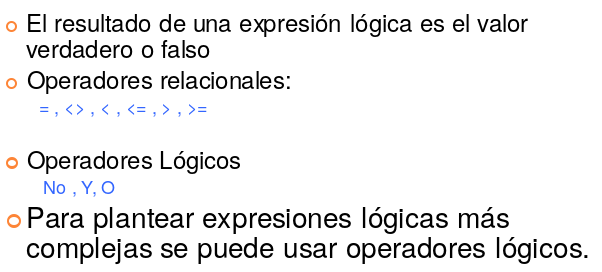 El resultado de una expresión lógica es el valor
verdadero o falso
Operadores relacionales:
= , <> , < , <= , > , >=
Operadores Lógicos
No , Y, O
Para plantear expresiones lógicas más
complejas se puede usar operadores lógicos.